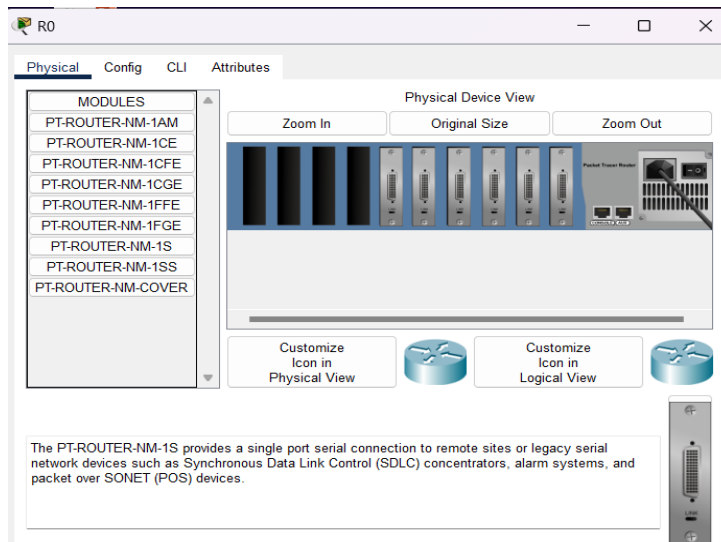 R0
Physical Config CLI Attributes
MODULES
PT-ROUTER-NM-1AM
PT-ROUTER-NM-1CE
PT-ROUTER-NM-1CFE
PT-ROUTER-NM-1CGE
PT-ROUTER-NM-1FFE
PT-ROUTER-NM-1FGE
PT-ROUTER-NM-1S
PT-ROUTER-NM-1SS
PT-ROUTER-NM-COVER
Physical Device View
Zoom In Original Size Zoom Out
Packet Tracer Router
Customize
Icon in
Physical View
Customize
Icon in
Logical View
The PT-ROUTER-NM-1S provides a single port serial connection to remote sites or legacy serial
network devices such as Synchronous Data Link Control (SDLC) concentrators, alarm systems, and
packet over SONET (POS) devices.
LINK